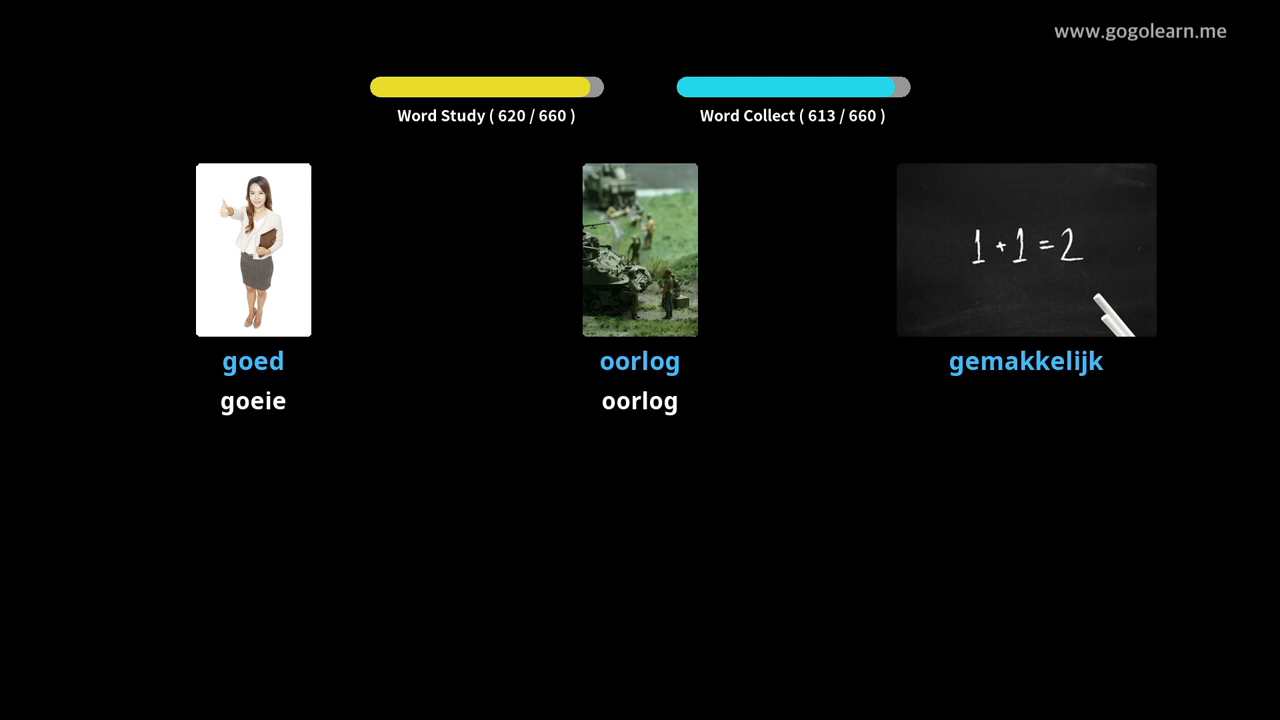 www.gogolearn.me
Word Study ( 620 / 660 )
Word Collect ( 613 / 660 )
1 + 1 = 2
goed
oorlog
gemakkelijk
goeie
oorlog